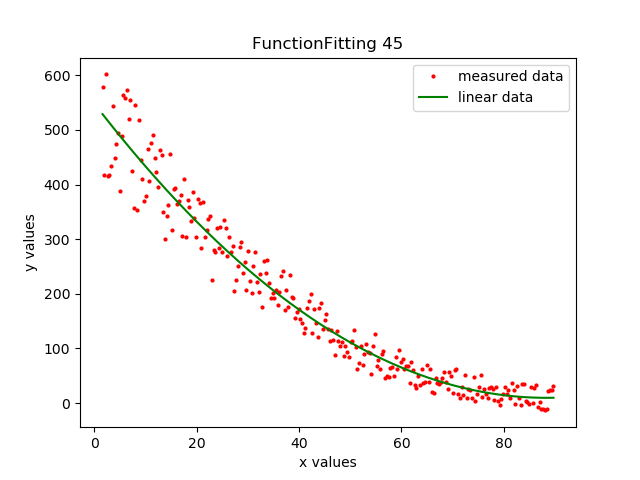 FunctionFitting 45
measured data
linear data
600
500
400
300
200
100
0
y values
0 20 40 60 80
x values